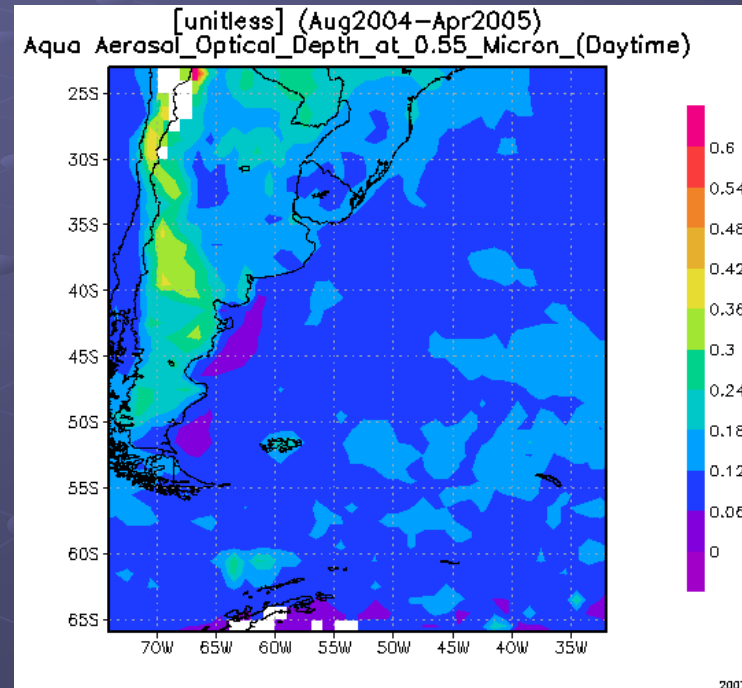 [unitless] (Aug2004-Apr2005)
Aqua Aerosol_Optical_Depth_at_0.55_Micron_(Daytime)
25S
30S
35S
40S
45S
50S
55S
60S
65S
70W 65W 60W 55W 50W 45W 40W 35W
0.6
0.54
0.48
0.42
0.36
0.3
0.24
0.18
0.12
0.06
0